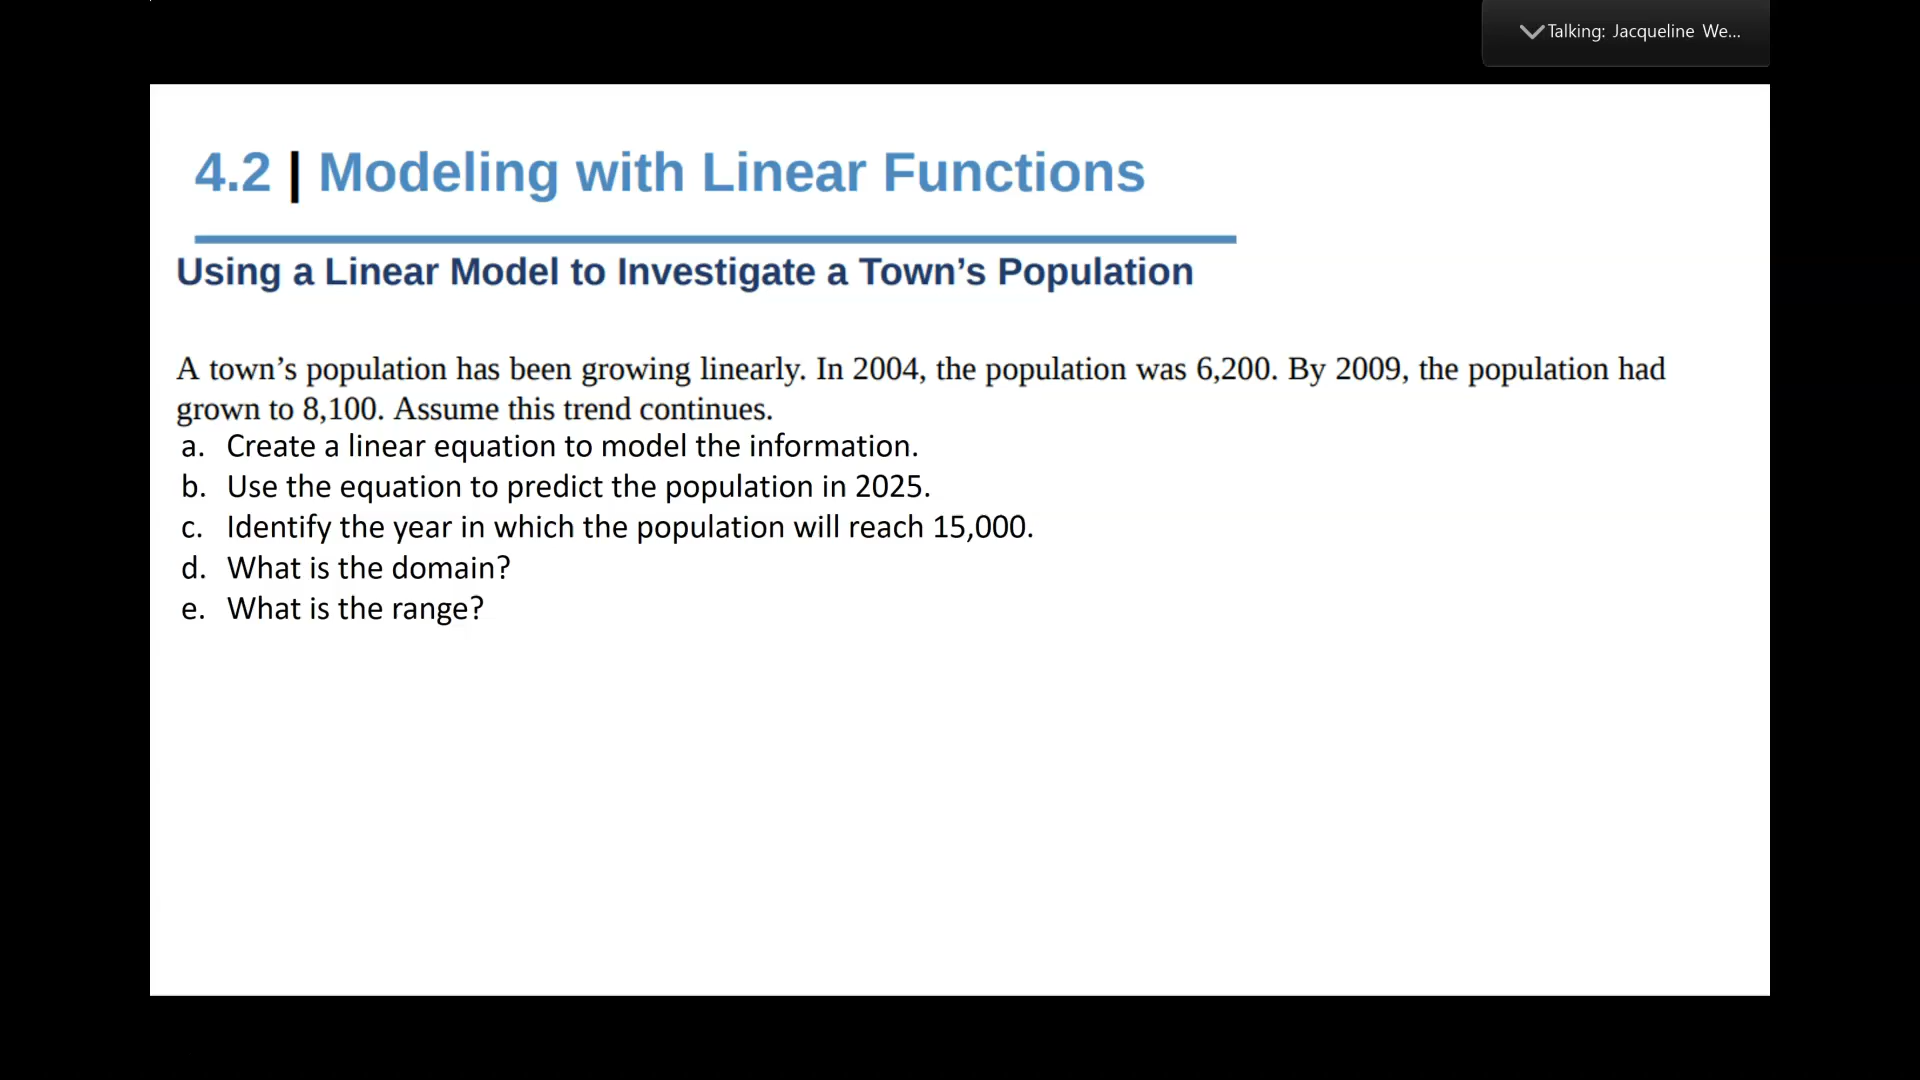 Talking: Jacqueline We...
4.2 | Modeling with Linear Functions
Using a Linear Model to Investigate a Town’s Population
A town’s population has been growing linearly. In 2004, the population was 6,200. By 2009, the population had
grown to 8,100. Assume this trend continues.
a. Create a linear equation to model the information.
b. Use the equation to predict the population in 2025.
c. Identify the year in which the population will reach 15,000.
d. What is the domain?
e. What is the range?